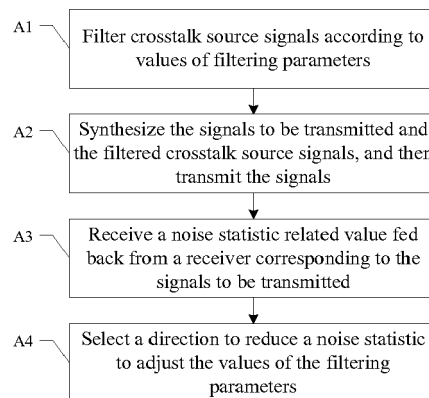 A1
Filter crosstalk source signals according to
values of filtering parameters
A2
Synthesize the signals to be transmitted and
the filtered crosstalk source signals, and then
transmit the signals
A3
Receive a noise statistic related value fed
back from a receiver corresponding to the
signals to be transmitted
A4
Select a direction to reduce a noise statistic
to adjust the values of the filtering
parameters